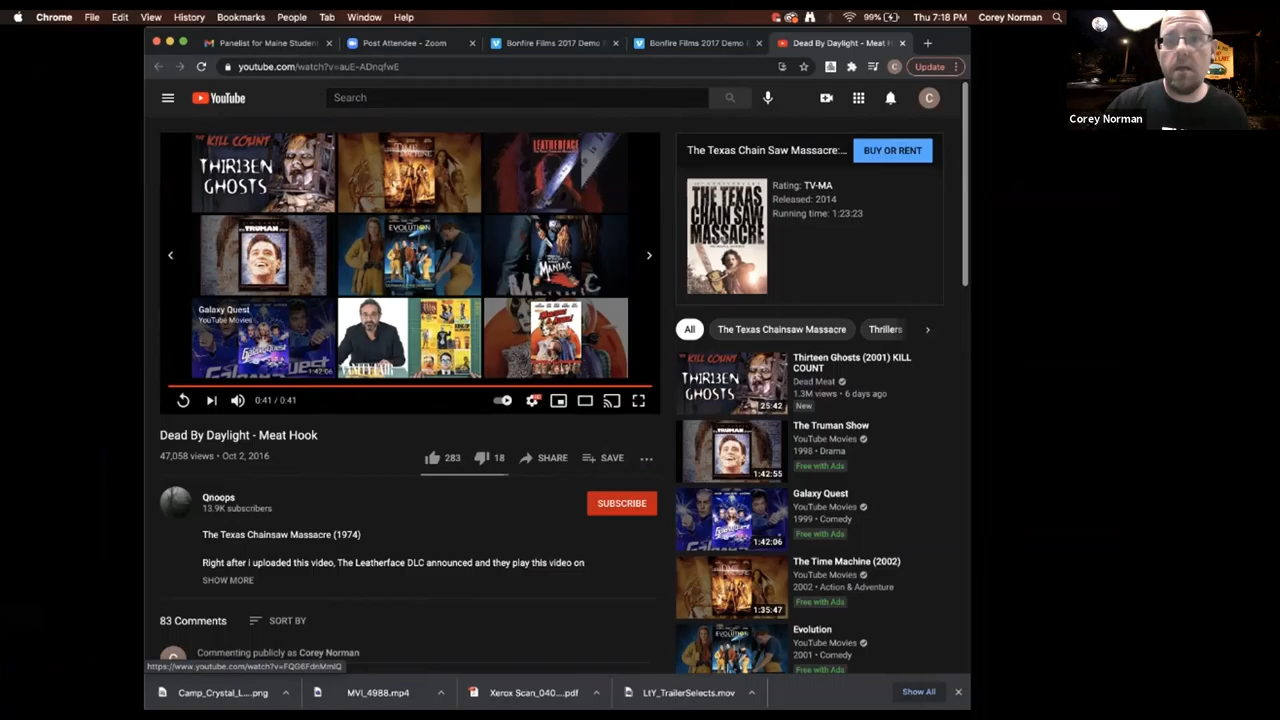 Chrome File Edit View History Bookmarks People Tab Window Help 99% Thu 7:18 PM Corey Norman
Panelist for Maine Studen
Post Attendee - Zoom
Bonfire Films 2017 Demo
Bonfire Films 2017 Demo
Dead By Daylight - Meat H
youtube.com/watch?v=auE-ADnqfwE
Update
YouTube
Search
C
KILL COUNT
THIR13EN
GHOSTS
TIME MACHINE
LEATHERFACE
THE TRUMAN SHOW
EVOLUTION
MANIAC
Galaxy Quest
YouTube Movies
1:42:06
VANITY FAIR
0:41 / 0:41
Dead By Daylight - Meat Hook
47,058 views • Oct 2, 2016
283
18
SHARE
SAVE
Qnoops
13.9K subscribers
SUBSCRIBE
The Texas Chainsaw Massacre (1974)
Right after i uploaded this video, The Leatherface DLC announced and they play this video on
SHOW MORE
83 Comments
SORT BY
Commenting publicly as Corey Norman
https://www.youtube.com/watch?v=FQG6FdnMmIQ
The Texas Chain Saw Massacre:...
BUY OR RENT
THE TEXAS
CHAIN SAW
MASSACRE
Rating: TV-MA
Released: 2014
Running time: 1:23:23
All
The Texas Chainsaw Massacre
Thrillers
KILL COUNT
THIR13EN
GHOSTS
25:42
Thirteen Ghosts (2001) KILL
COUNT
Dead Meat
1.3M views • 6 days ago
New
1:42:55
The Truman Show
YouTube Movies
1998 • Drama
Free with Ads
1:42:06
Galaxy Quest
YouTube Movies
1999 • Comedy
Free with Ads
1:35:47
The Time Machine (2002)
YouTube Movies
2002 • Action & Adventure
Free with Ads
Evolution
YouTube Movies
2001 • Comedy
Free with Ads
Camp_Crystal_L....png
MVI_4988.mp4
Xerox Scan_040...pdf
LtY_TrailerSelects.mov
Show All
Corey Norman